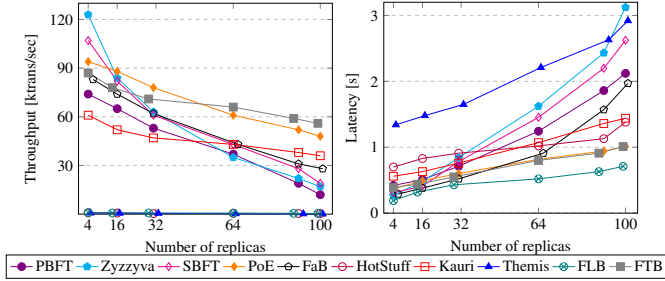 120
90
60
30
Throughput [ktrans/sec]
4 16 32 64 100
Number of replicas
3
2
1
0
Latency [s]
4 16 32 64 100
Number of replicas
PBFT Zyzzyva SBFT PoE FaB HotStuff Kauri Themis FLB FTB